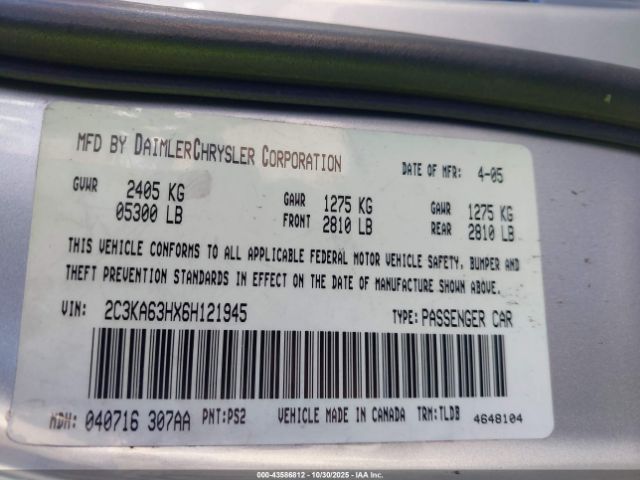 MFD BY DAIMLERCHRYSLER CORPORATION DATE OF MFR: 4-05
GVWR 2405 KG GAWR 1275 KG GAWR 1275 KG
05300 LB FRONT 2810 LB REAR 2810 LB
THIS VEHICLE CONFORMS TO ALL APPLICABLE FEDERAL MOTOR VEHICLE SAFETY, BUMPER AND
THEFT PREVENTION STANDARDS IN EFFECT ON THE DATE OF MANUFACTURE SHOWN ABOVE.
VIN: 2C3KA63HX6H121945 TYPE: PASSENGER CAR
MDH: 040716 307AA PNT: PS2 VEHICLE MADE IN CANADA TRM: TLDB 4648104
000-43586812 - 10/30/2025 - IAA Inc.